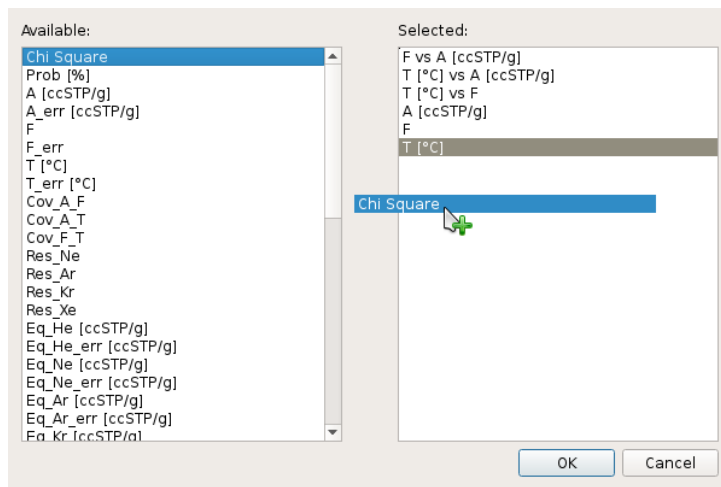 Available:
Chi Square
Prob [%]
A [ccSTP/g]
A_err [ccSTP/g]
F
F_err
T [°C]
T_err [°C]
Cov_A_F
Cov_A_T
Cov_F_T
Res_Ne
Res_Ar
Res_Kr
Res_Xe
Eq_He [ccSTP/g]
Eq_He_err [ccSTP/g]
Eq_Ne [ccSTP/g]
Eq_Ne_err [ccSTP/g]
Eq_Ar [ccSTP/g]
Eq_Ar_err [ccSTP/g]
Eq_Kr [ccSTP/g]
Selected:
F vs A [ccSTP/g]
T [°C] vs A [ccSTP/g]
T [°C] vs F
A [ccSTP/g]
F
T [°C]
Chi Square
OK
Cancel